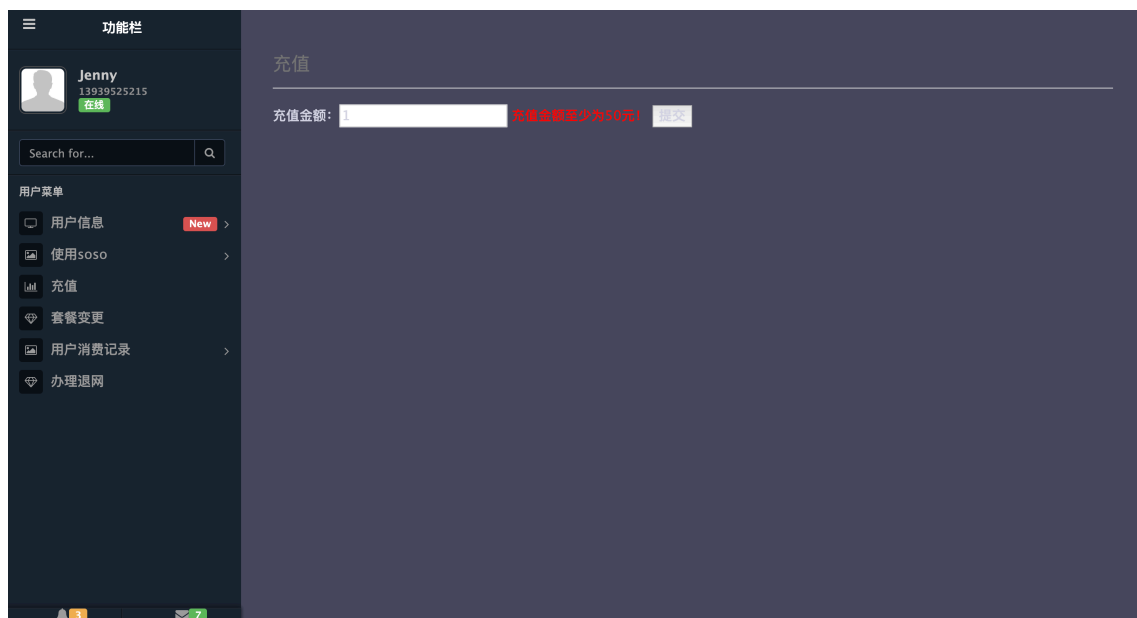 功能栏
Jenny
13939525215
在线
Search for...
用户菜单
用户信息 New
使用soso
充值
套餐变更
用户消费记录
办理退网
3 7
充值
充值金额： 1 充值金额至少为50元！ 提交